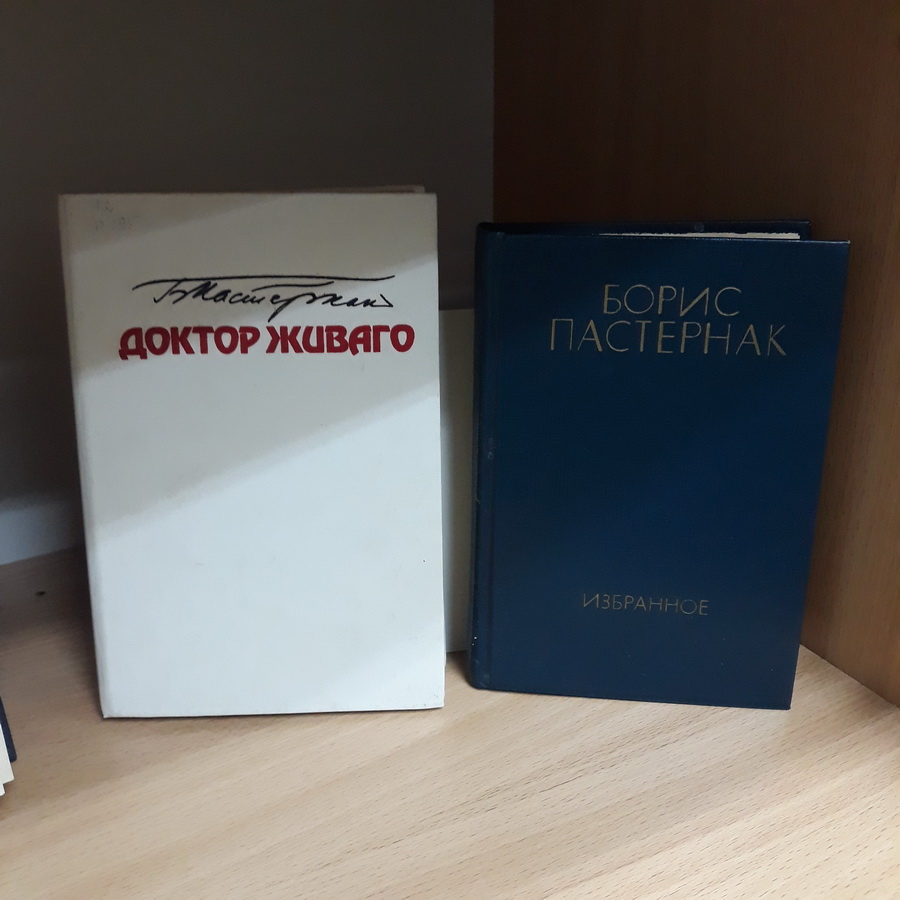 Б Пастернак
ДОКТОР ЖИВАГО
БОРИС
ПАСТЕРНАК
ИЗБРАННОЕ